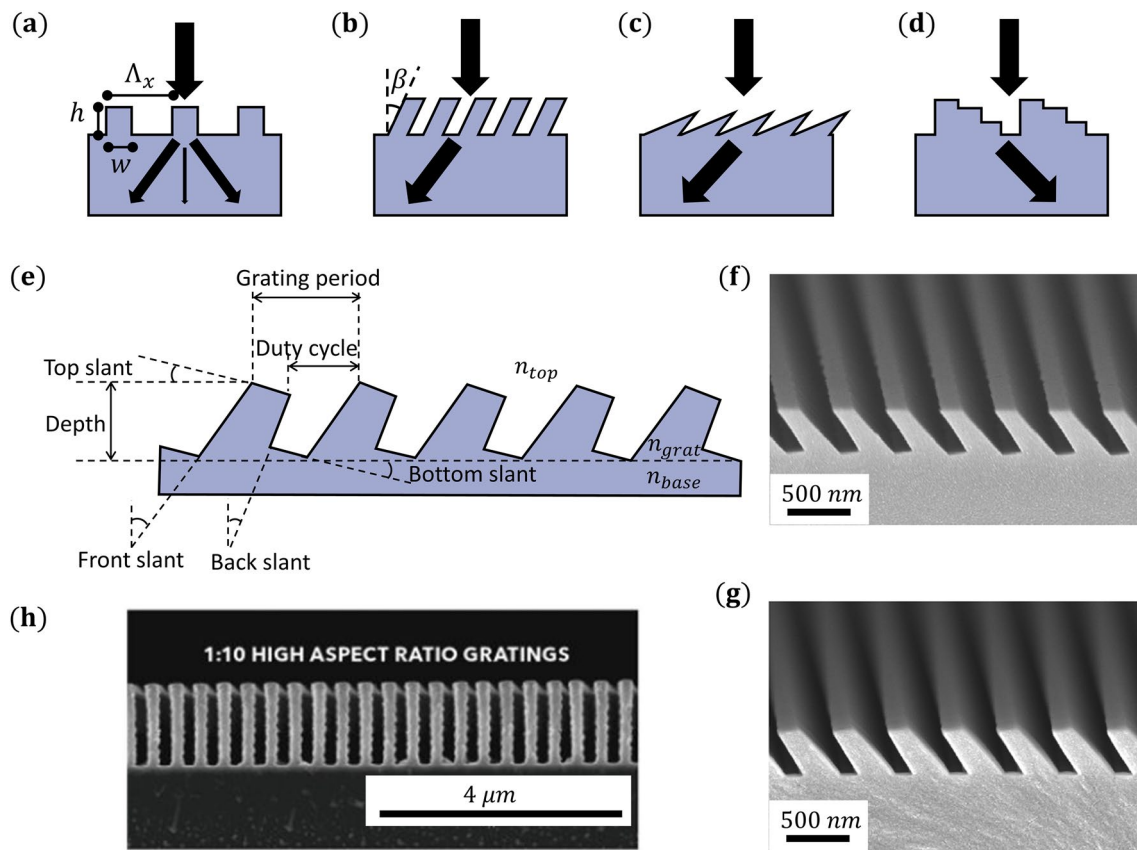 (a)
(b)
(c)
(d)
Λx
h
w
β
(e)
Grating period
Duty cycle
Top slant
Depth
ntop
ngrat
nbase
Bottom slant
Front slant
Back slant
(f)
500 nm
(g)
500 nm
(h)
1:10 HIGH ASPECT RATIO GRATINGS
4 μm